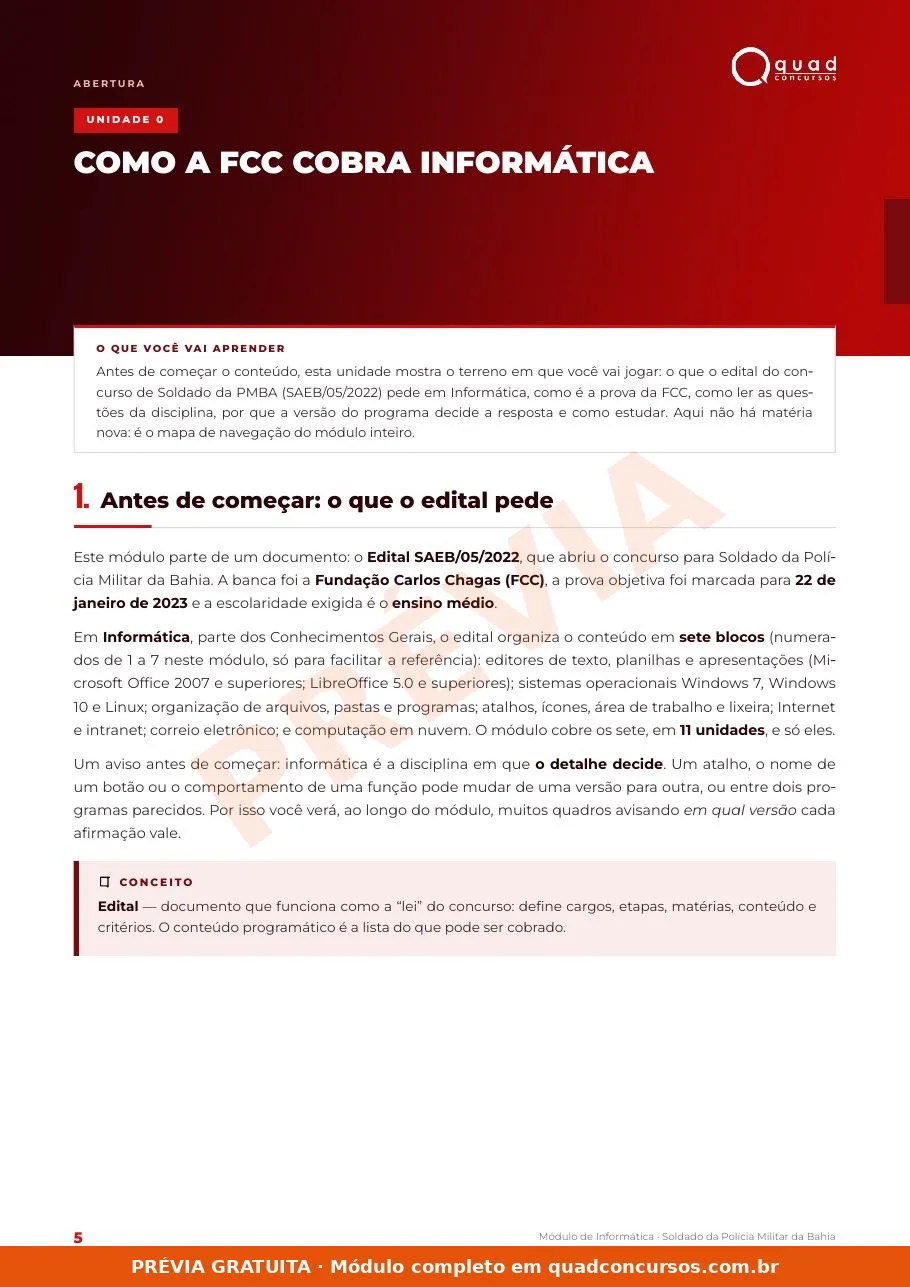 ABERTURA
quad
concursos
UNIDADE 0
COMO A FCC COBRA INFORMÁTICA
O QUE VOCÊ VAI APRENDER
Antes de começar o conteúdo, esta unidade mostra o terreno em que você vai jogar: o que o edital do con-
curso de Soldado da PMBA (SAEB/05/2022) pede em Informática, como é a prova da FCC, como ler as ques-
tões da disciplina, por que a versão do programa decide a resposta e como estudar. Aqui não há matéria
nova: é o mapa de navegação do módulo inteiro.
1. Antes de começar: o que o edital pede
Este módulo parte de um documento: o Edital SAEB/05/2022, que abriu o concurso para Soldado da Polí-
cia Militar da Bahia. A banca foi a Fundação Carlos Chagas (FCC), a prova objetiva foi marcada para 22 de
janeiro de 2023 e a escolaridade exigida é o ensino médio.
Em Informática, parte dos Conhecimentos Gerais, o edital organiza o conteúdo em sete blocos (numera-
dos de 1 a 7 neste módulo, só para facilitar a referência): editores de texto, planilhas e apresentações (Mi-
crosoft Office 2007 e superiores; LibreOffice 5.0 e superiores); sistemas operacionais Windows 7, Windows
10 e Linux; organização de arquivos, pastas e programas; atalhos, ícones, área de trabalho e lixeira; Internet
e intranet; correio eletrônico; e computação em nuvem. O módulo cobre os sete, em 11 unidades, e só eles.
Um aviso antes de começar: informática é a disciplina em que o detalhe decide. Um atalho, o nome de
um botão ou o comportamento de uma função pode mudar de uma versão para outra, ou entre dois pro-
gramas parecidos. Por isso você verá, ao longo do módulo, muitos quadros avisando em qual versão cada
afirmação vale.
PRÉVIA
CONCEITO
Edital — documento que funciona como a “lei” do concurso: define cargos, etapas, matérias, conteúdo e
critérios. O conteúdo programático é a lista do que pode ser cobrado.
5
Módulo de Informática · Soldado da Polícia Militar da Bahia
PRÉVIA GRATUITA · Módulo completo em quadconcursos.com.br